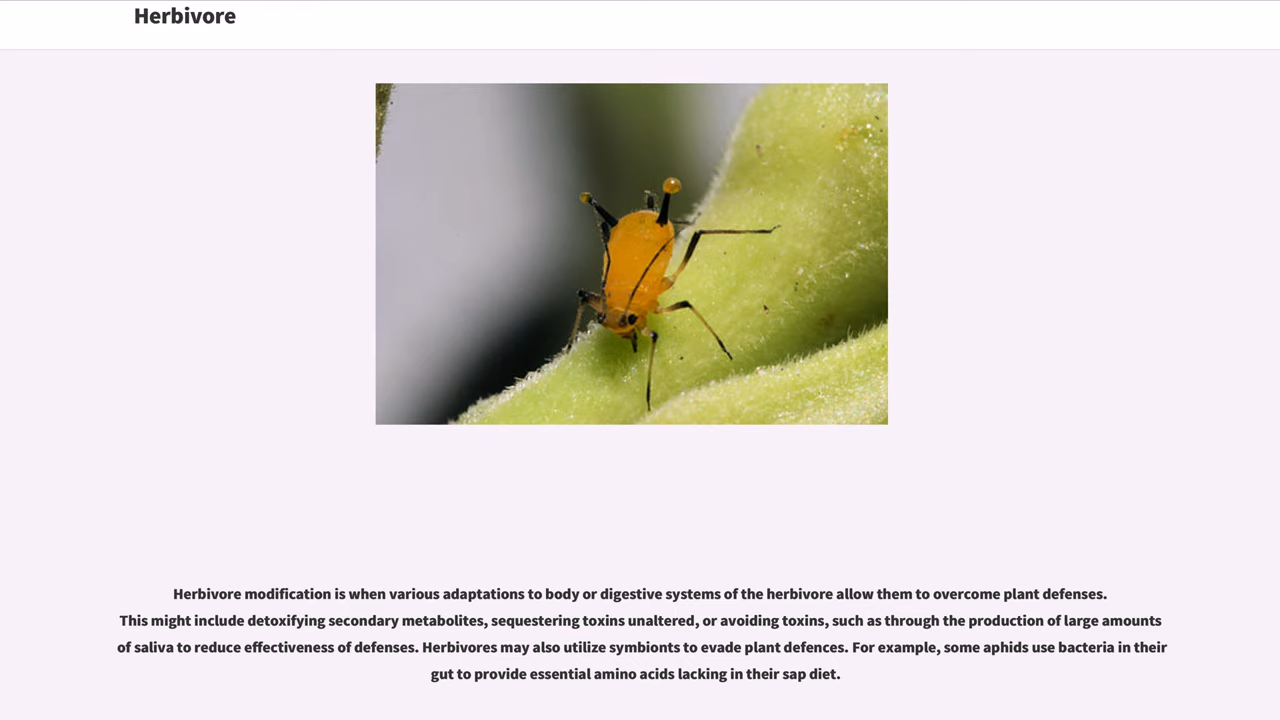 Herbivore
Herbivore modification is when various adaptations to body or digestive systems of the herbivore allow them to overcome plant defenses.
This might include detoxifying secondary metabolites, sequestering toxins unaltered, or avoiding toxins, such as through the production of large amounts
of saliva to reduce effectiveness of defenses. Herbivores may also utilize symbionts to evade plant defences. For example, some aphids use bacteria in their
gut to provide essential amino acids lacking in their sap diet.